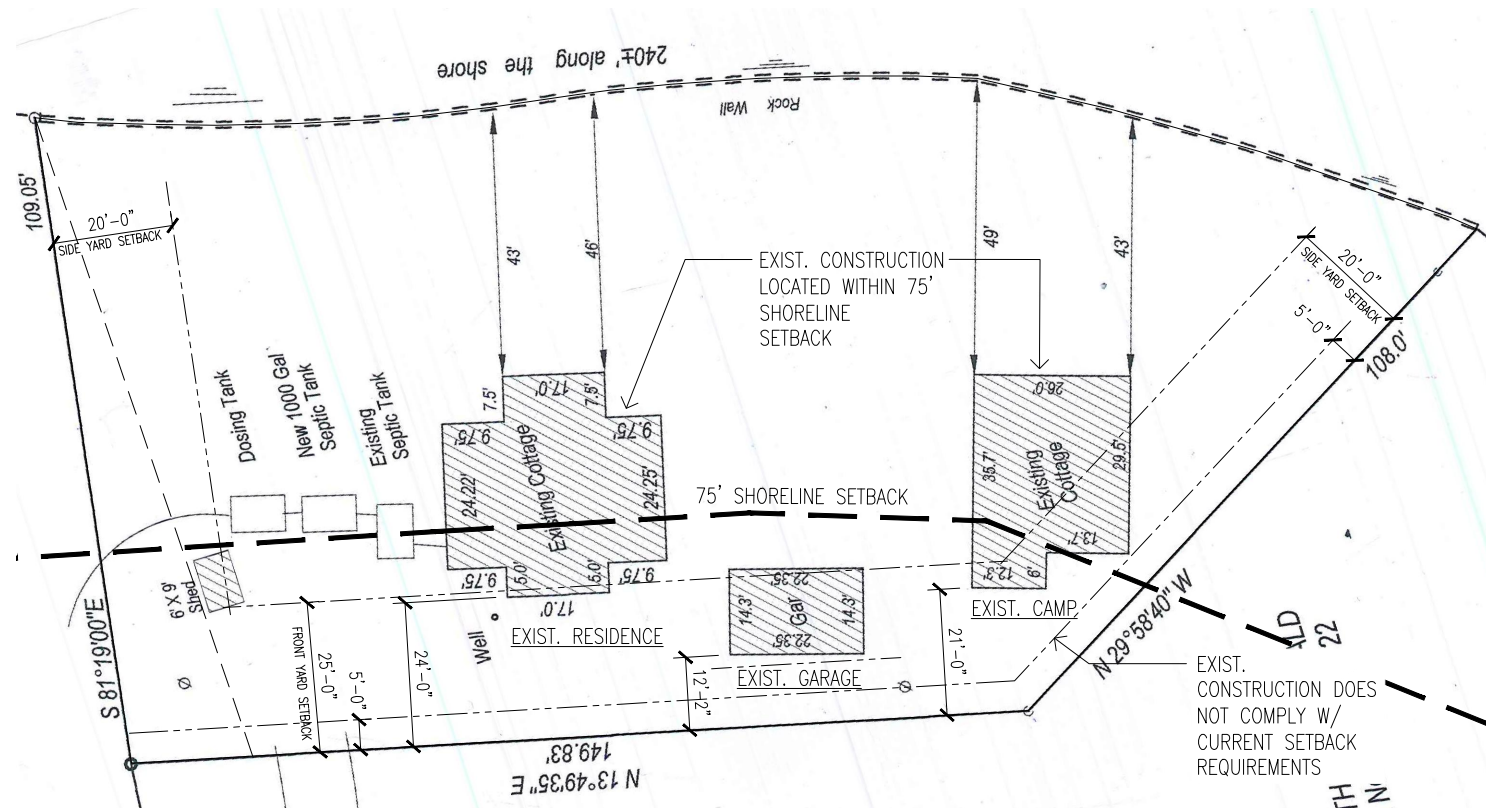 240±' along the shore
Rock Wall
109.05'
20'-0"
SIDE YARD SETBACK
43'
46'
49'
43'
EXIST. CONSTRUCTION
LOCATED WITHIN 75'
SHORELINE
SETBACK
20'-0"
SIDE YARD SETBACK
5'-0"
108.0'
Dosing Tank
New 1000 Gal
Septic Tank
Existing
Septic Tank
17.0'
7.5'
7.5'
9.75'
9.75'
24.22'
Existing Cottage
24.25'
9.75'
5.0'
5.0'
9.75'
17.0'
75' SHORELINE SETBACK
26.0'
35.7'
Existing
Cottage
29.5'
13.7'
12.3'
6'
6'X9'
Shed
22.35'
14.3'
Gar
14.3'
22.35'
EXIST. CAMP
EXIST. RESIDENCE
EXIST. GARAGE
Well
S 81°19'00"E
FRONT YARD SETBACK
25'-0"
5'-0"
24'-0"
12'-2"
21'-0"
N 29°58'40" W
22
EXIST.
CONSTRUCTION DOES
NOT COMPLY W/
CURRENT SETBACK
REQUIREMENTS
149.83'
N 13°49'35" E